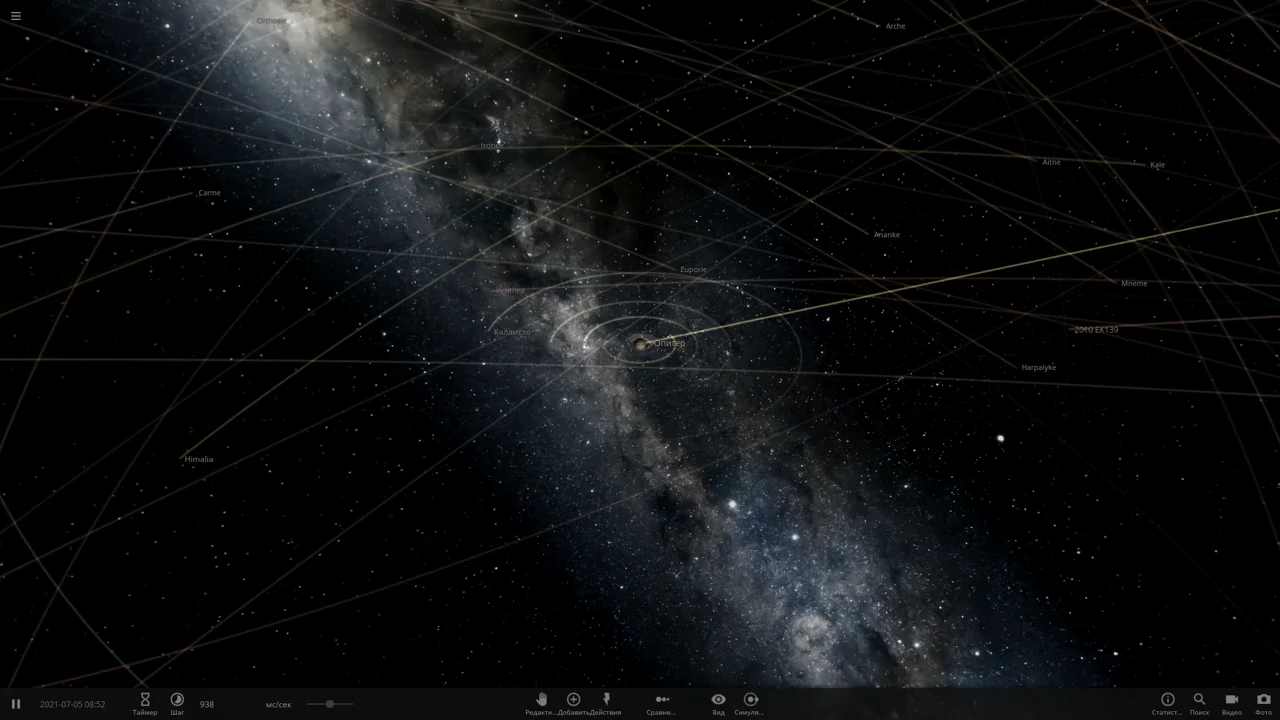 Orthosie
Arche
Isonoe
Aitne
Kale
Carme
Ananke
Euporie
Mneme
Каллисто
2010 EK139
Юпитер
Harpalyke
Himalia
2021-07-05 08:52
Таймер
Шаг
938
мс/сек
Редакти...
Добавить
Действия
Сравне...
Вид
Симуля...
Статист...
Поиск
Видео
Фото